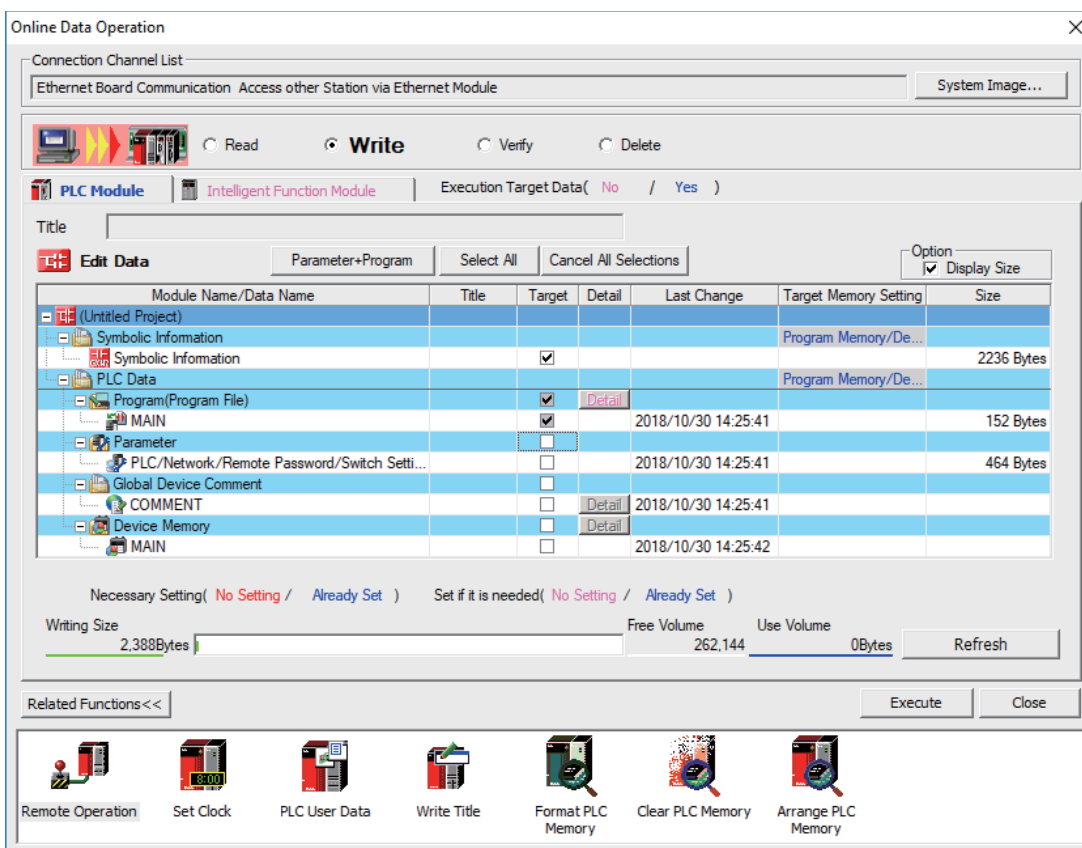 Online Data Operation
Connection Channel List
Ethernet Board Communication Access other Station via Ethernet Module
System Image...
Read Write Verify Delete
PLC Module Intelligent Function Module Execution Target Data( No / Yes )
Title
Edit Data Parameter+Program Select All Cancel All Selections Option
Display Size
Module Name/Data Name Title Target Detail Last Change Target Memory Setting Size
(Untitled Project)
Symbolic Information Program Memory/De...
Symbolic Information 2236 Bytes
PLC Data Program Memory/De...
Program(Program File) Detail
MAIN 2018/10/30 14:25:41 152 Bytes
Parameter
PLC/Network/Remote Password/Switch Setti... 2018/10/30 14:25:41 464 Bytes
Global Device Comment
COMMENT Detail 2018/10/30 14:25:41
Device Memory Detail
MAIN 2018/10/30 14:25:42
Necessary Setting( No Setting / Already Set ) Set if it is needed( No Setting / Already Set )
Writing Size Free Volume Use Volume
2,388Bytes 262,144 0Bytes Refresh
Related Functions<< Execute Close
8:00
Remote Operation Set Clock PLC User Data Write Title Format PLC Clear PLC Memory Arrange PLC
Memory Memory